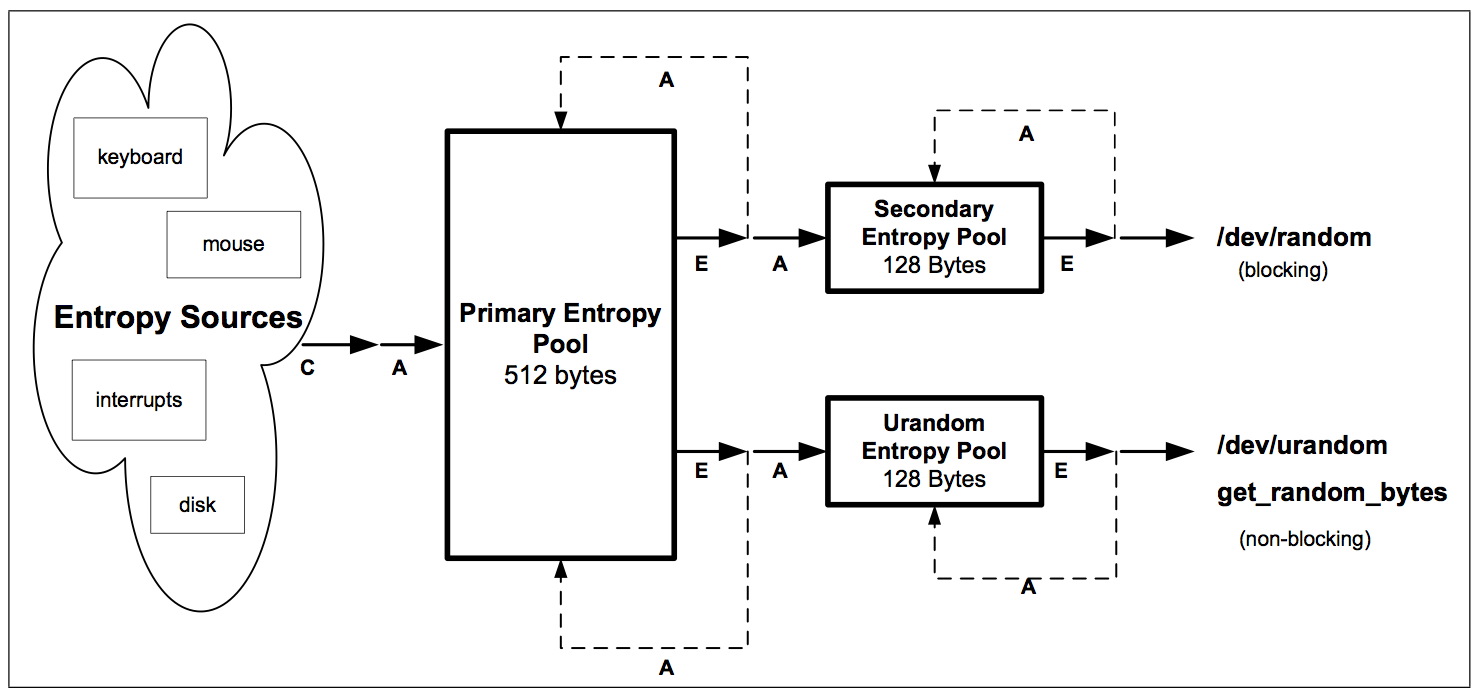 keyboard
mouse
Entropy Sources
interrupts
disk
C
A
A
Primary Entropy
Pool
512 bytes
A
E
A
Secondary
Entropy Pool
128 Bytes
A
E
/dev/random
(blocking)
E
A
Urandom
Entropy Pool
128 Bytes
E
A
/dev/urandom
get_random_bytes
(non-blocking)
A